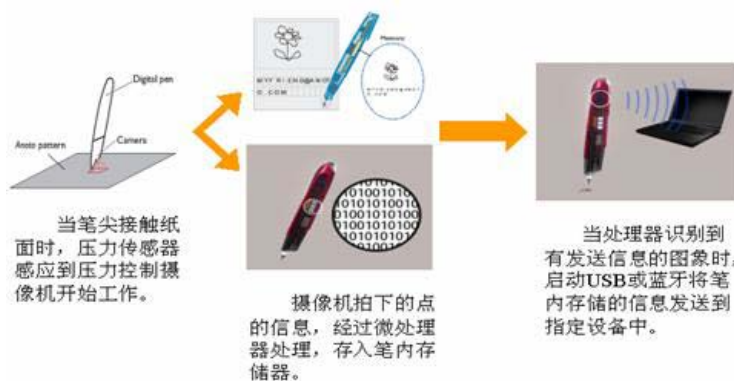 Digital pen
Anoto pattern
Camera
当笔尖接触纸
面时，压力传感器
感应到压力控制摄
像机开始工作。
Memory
O.COM
摄像机拍下的点
的信息，经过微处理
器处理，存入笔内存
储器。
当处理器识别到
有发送信息的图象时，
启动USB或蓝牙将笔
内存储的信息发送到
指定设备中。